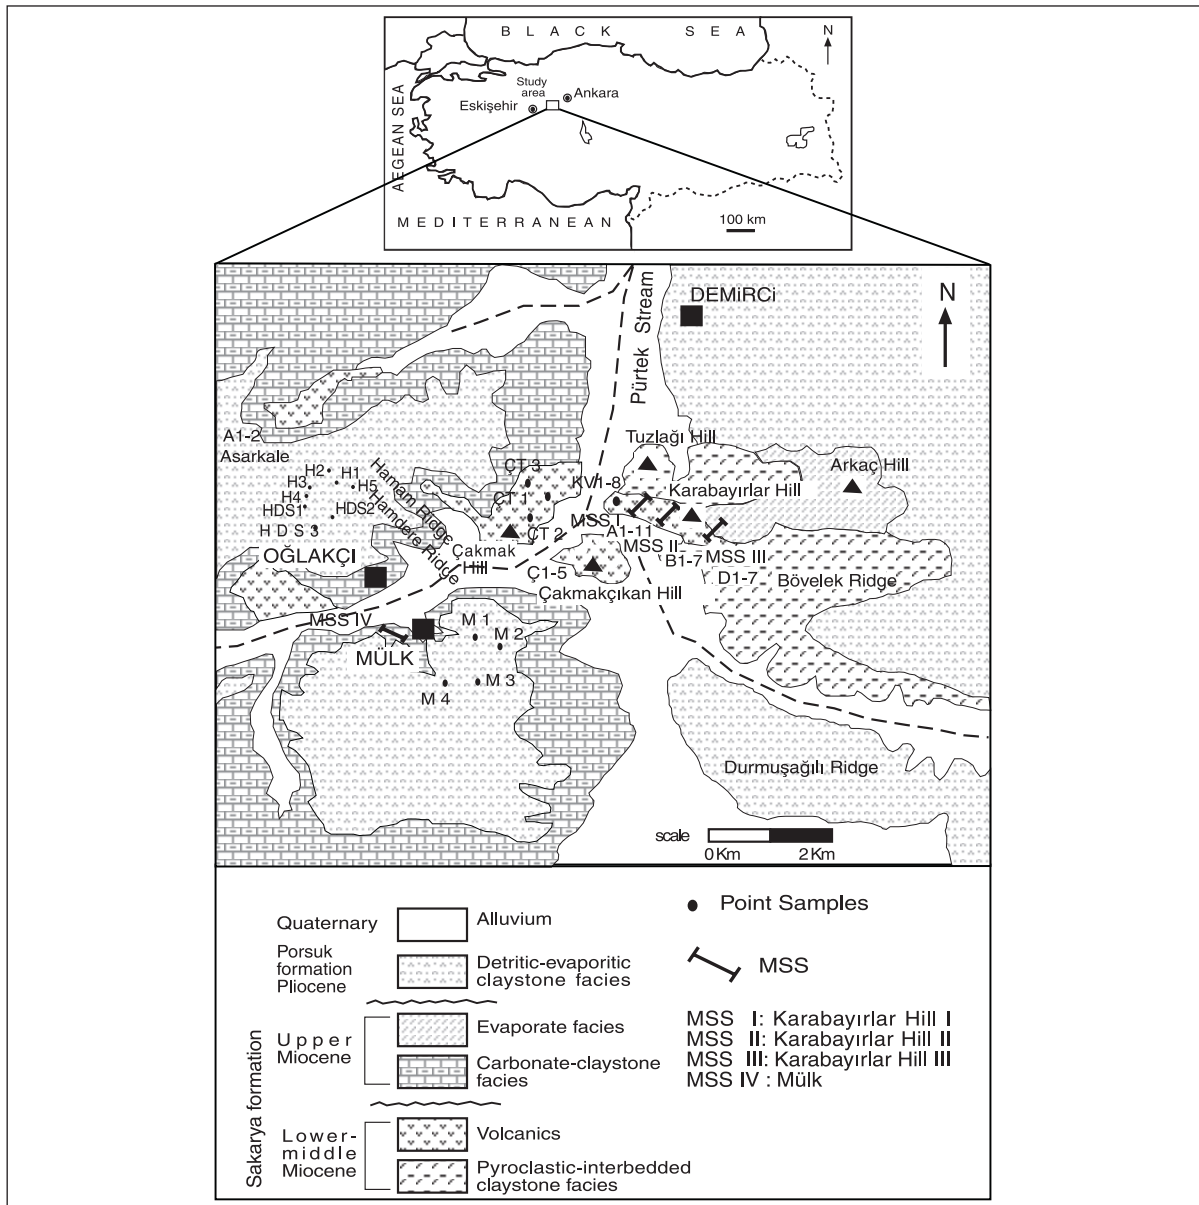 BLACK SEA
N
AEGEAN SEA
Study
area
Ankara
Eskişehir
MEDITERRANEAN
100 km
N
DEMiRCi
Pürtek Stream
A1-2
Asarkale
Tuzlağı Hill
Arkaç Hill
H2
H1
H3
H5
H4
HDS1
HDS2
HDS3
Hamam Ridge
Hamdere Ridge
ÇT 3
ÇT 1
ÇT 2
KV1-8
Karabayırlar Hill
MSS I
A1-11
MSS II
B1-7
MSS III
D1-7
OĞLAKÇI
Çakmak
Hill
Ç1-5
Çakmakçıkan Hill
Bövelek Ridge
MSS IV
MÜLK
M 1
M 2
M 3
M 4
Durmuşağılı Ridge
scale
0 Km 2 Km
Quaternary
Alluvium
Porsuk
formation
Pliocene
Detritic-evaporitic
claystone facies
Sakarya formation
Upper
Miocene
Evaporate facies
Carbonate-claystone
facies
Lower-
middle
Miocene
Volcanics
Pyroclastic-interbedded
claystone facies
Point Samples
MSS
MSS I: Karabayırlar Hill I
MSS II: Karabayırlar Hill II
MSS III: Karabayırlar Hill III
MSS IV : Mülk